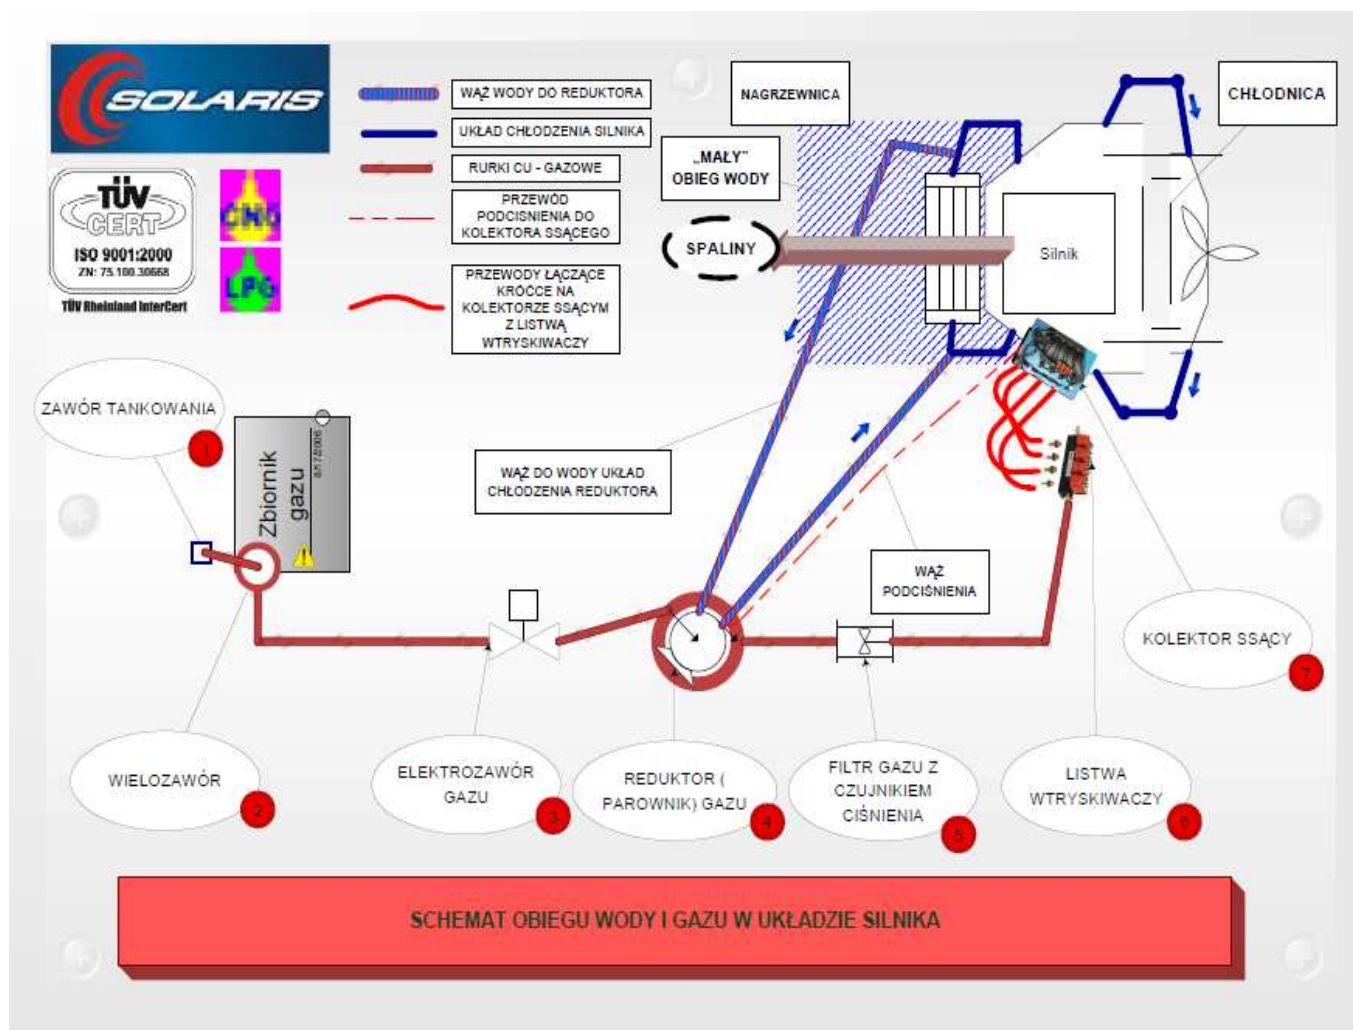 SOLARIS
TÜV
CERT
ISO 9001:2000
ZN: 75.100.30668
TÜV Rheinland InterCert
CNG
LPG
WĄŻ WODY DO REDUKTORA
UKŁAD CHŁODZENIA SILNIKA
RURKI CU - GAZOWE
PRZEWÓD
PODCISNIENIA DO
KOLEKTORA SSĄCEGO
PRZEWODY ŁĄCZĄCE
KRÓĆCE NA
KOLEKTORZE SSĄCYM
Z LISTWĄ
WTRYSKIWACZY
NAGRZEWNICA
„MAŁY”
OBIEG WODY
SPALINY
CHŁODNICA
Silnik
ZAWÓR TANKOWANIA
1
Zbiornik
gazu
WĄŻ DO WODY UKŁAD
CHŁODZENIA REDUKTORA
WĄŻ
PODCIŚNIENIA
KOLEKTOR SSĄCY
7
WIELOZAWÓR
2
ELEKTROZAWÓR
GAZU
3
REDUKTOR (
PAROWNIK) GAZU
4
FILTR GAZU Z
CZUJNIKIEM
CIŚNIENIA
5
LISTWA
WTRYSKIWACZY
6
SCHEMAT OBIEGU WODY I GAZU W UKŁADZIE SILNIKA